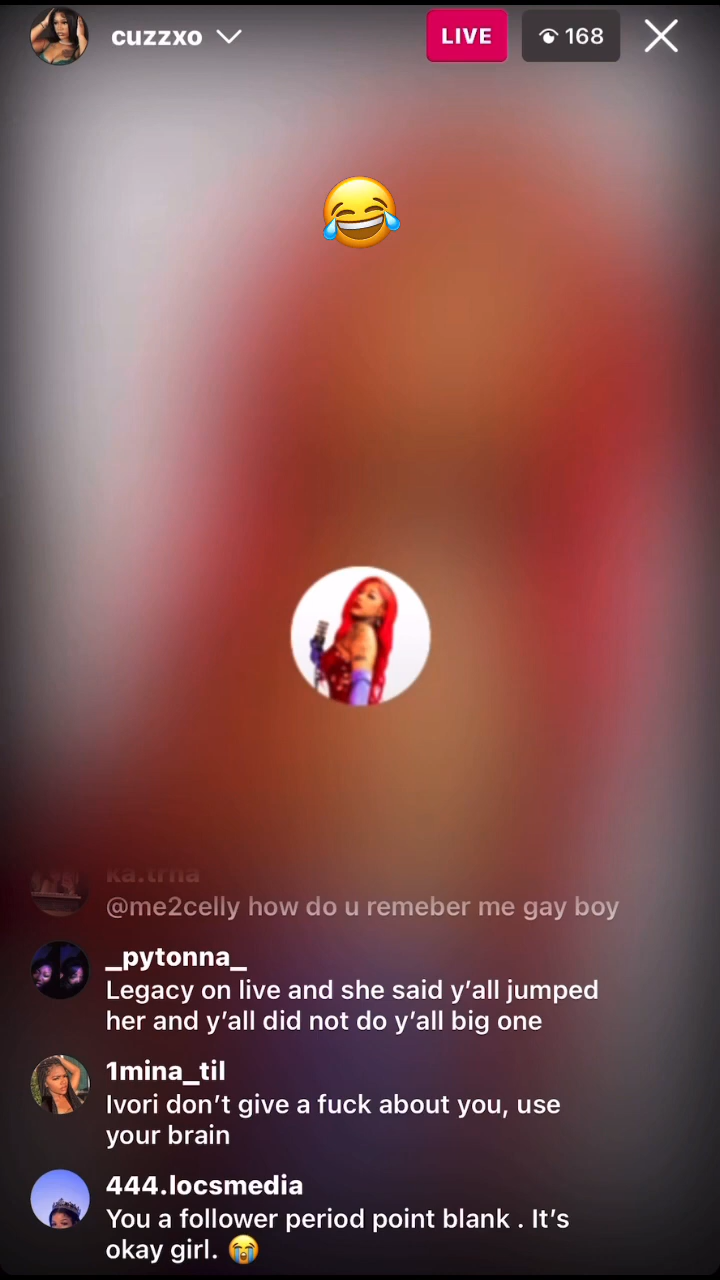 cuzzxo
LIVE
168
😂
ka.trna
@me2celly how do u remeber me gay boy
_pytonna_
Legacy on live and she said y’all jumped
her and y’all did not do y’all big one
1mina_til
Ivori don’t give a fuck about you, use
your brain
444.locsmedia
You a follower period point blank . It’s
okay girl. 😭